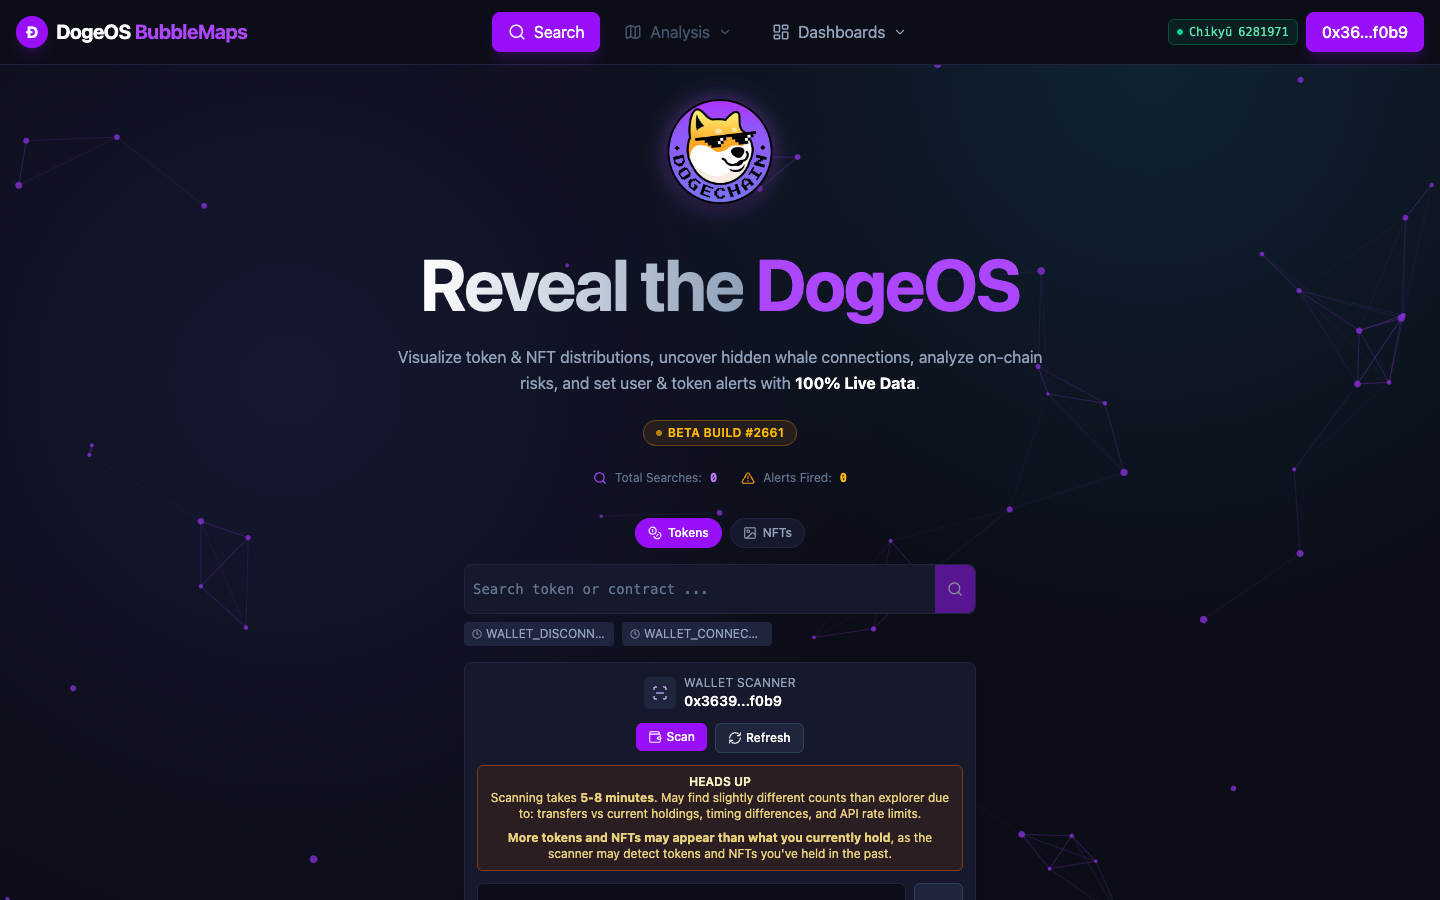 Ð DogeOS BubbleMaps
Search
Analysis
Dashboards
Chikyū 6281971
0x36...f0b9
DOGECHAIN
Reveal the DogeOS
Visualize token & NFT distributions, uncover hidden whale connections, analyze on-chain
risks, and set user & token alerts with 100% Live Data.
BETA BUILD #2661
Total Searches: 0
Alerts Fired: 0
Tokens
NFTs
Search token or contract ...
WALLET_DISCONN...
WALLET_CONNEC...
WALLET SCANNER
0x3639...f0b9
Scan
Refresh
HEADS UP
Scanning takes 5-8 minutes. May find slightly different counts than explorer due
to: transfers vs current holdings, timing differences, and API rate limits.
More tokens and NFTs may appear than what you currently hold, as the
scanner may detect tokens and NFTs you've held in the past.